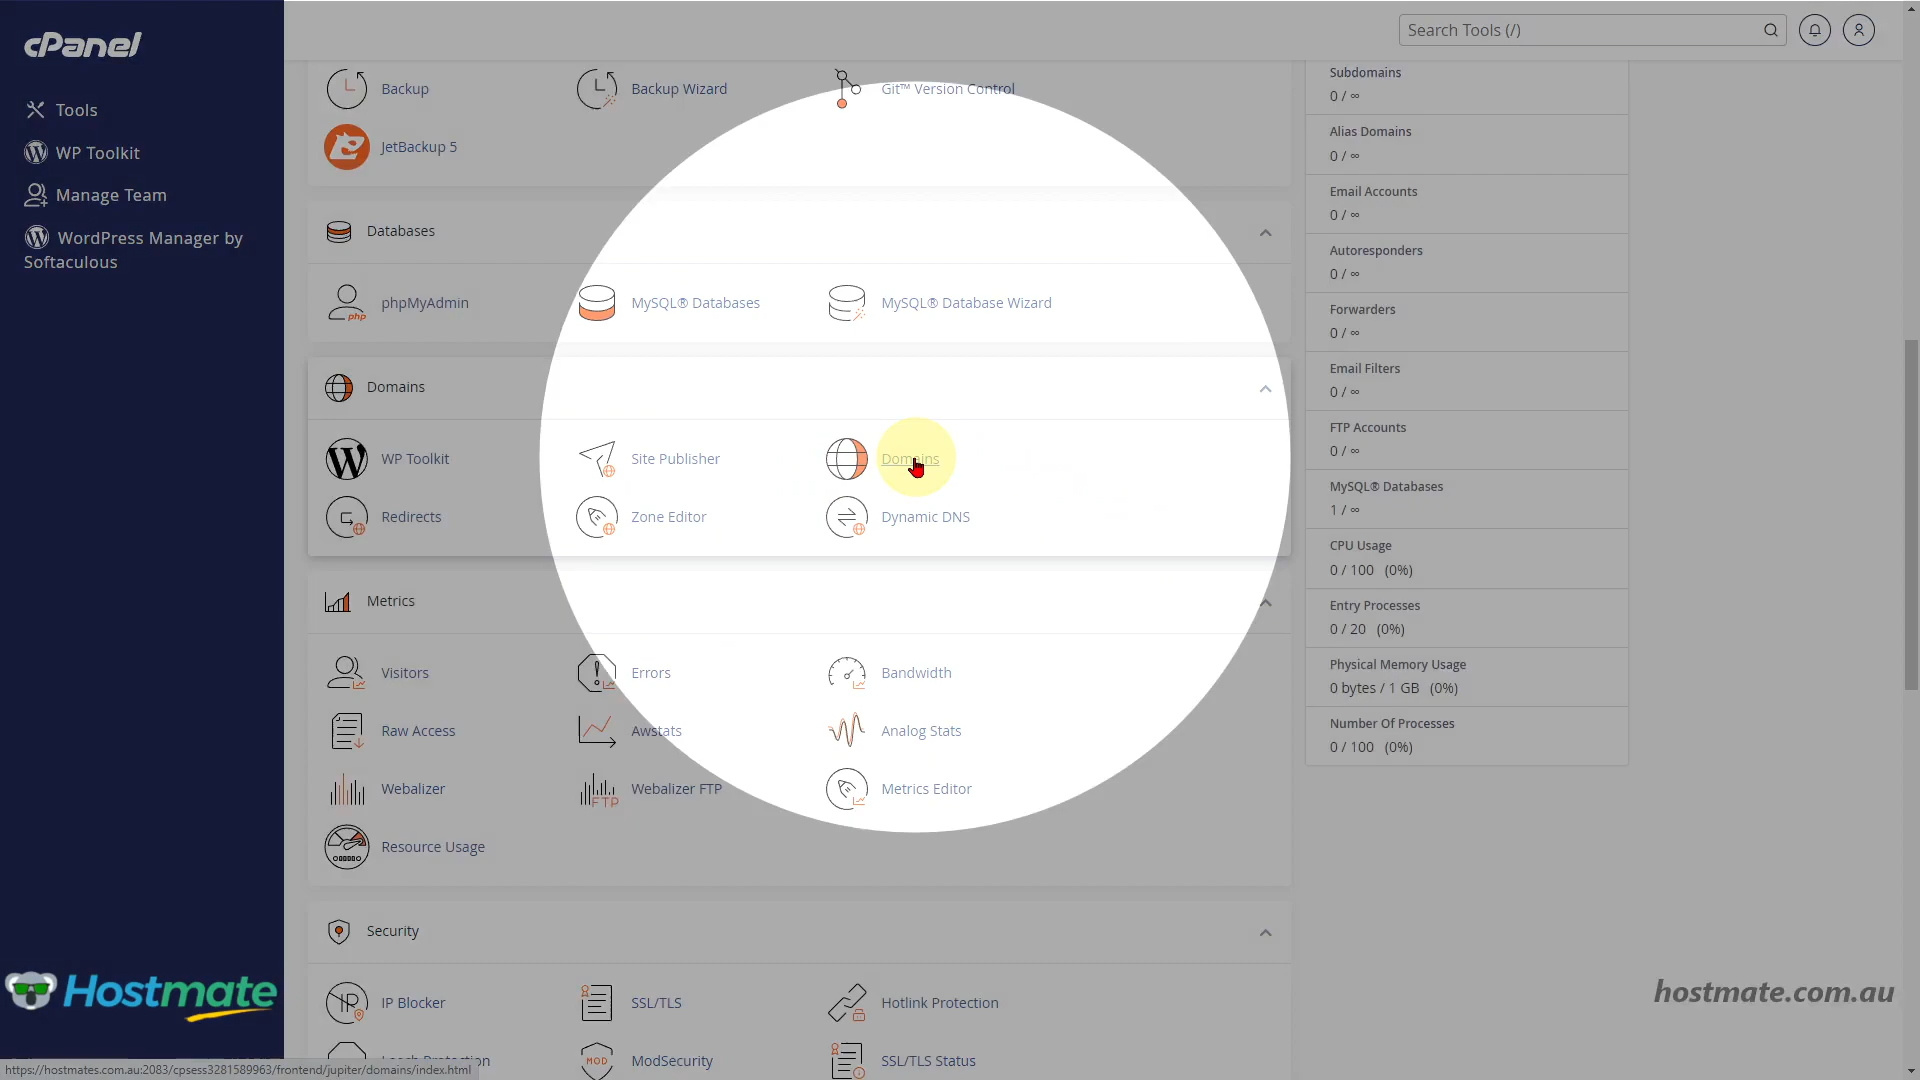 cPanel
Search Tools (/)
Tools
WP Toolkit
Manage Team
WordPress Manager by
Softaculous
Backup
Backup Wizard
Git™ Version Control
JetBackup 5
Databases
phpMyAdmin
php
MySQL® Databases
MySQL® Database Wizard
Domains
WP Toolkit
Site Publisher
Domains
Redirects
Zone Editor
Dynamic DNS
Metrics
Visitors
Errors
Bandwidth
Raw Access
Awstats
Analog Stats
Webalizer
FTP
Webalizer FTP
Metrics Editor
Resource Usage
Security
IP
IP Blocker
SSL/TLS
Hotlink Protection
Leech Protection
MOD
ModSecurity
SSL/TLS Status
Subdomains
0 / ∞
Alias Domains
0 / ∞
Email Accounts
0 / ∞
Autoresponders
0 / ∞
Forwarders
0 / ∞
Email Filters
0 / ∞
FTP Accounts
0 / ∞
MySQL® Databases
1 / ∞
CPU Usage
0 / 100 (0%)
Entry Processes
0 / 20 (0%)
Physical Memory Usage
0 bytes / 1 GB (0%)
Number Of Processes
0 / 100 (0%)
Hostmate
hostmate.com.au
https://hostmates.com.au:2083/cpsess3281589963/frontend/jupiter/domains/index.html